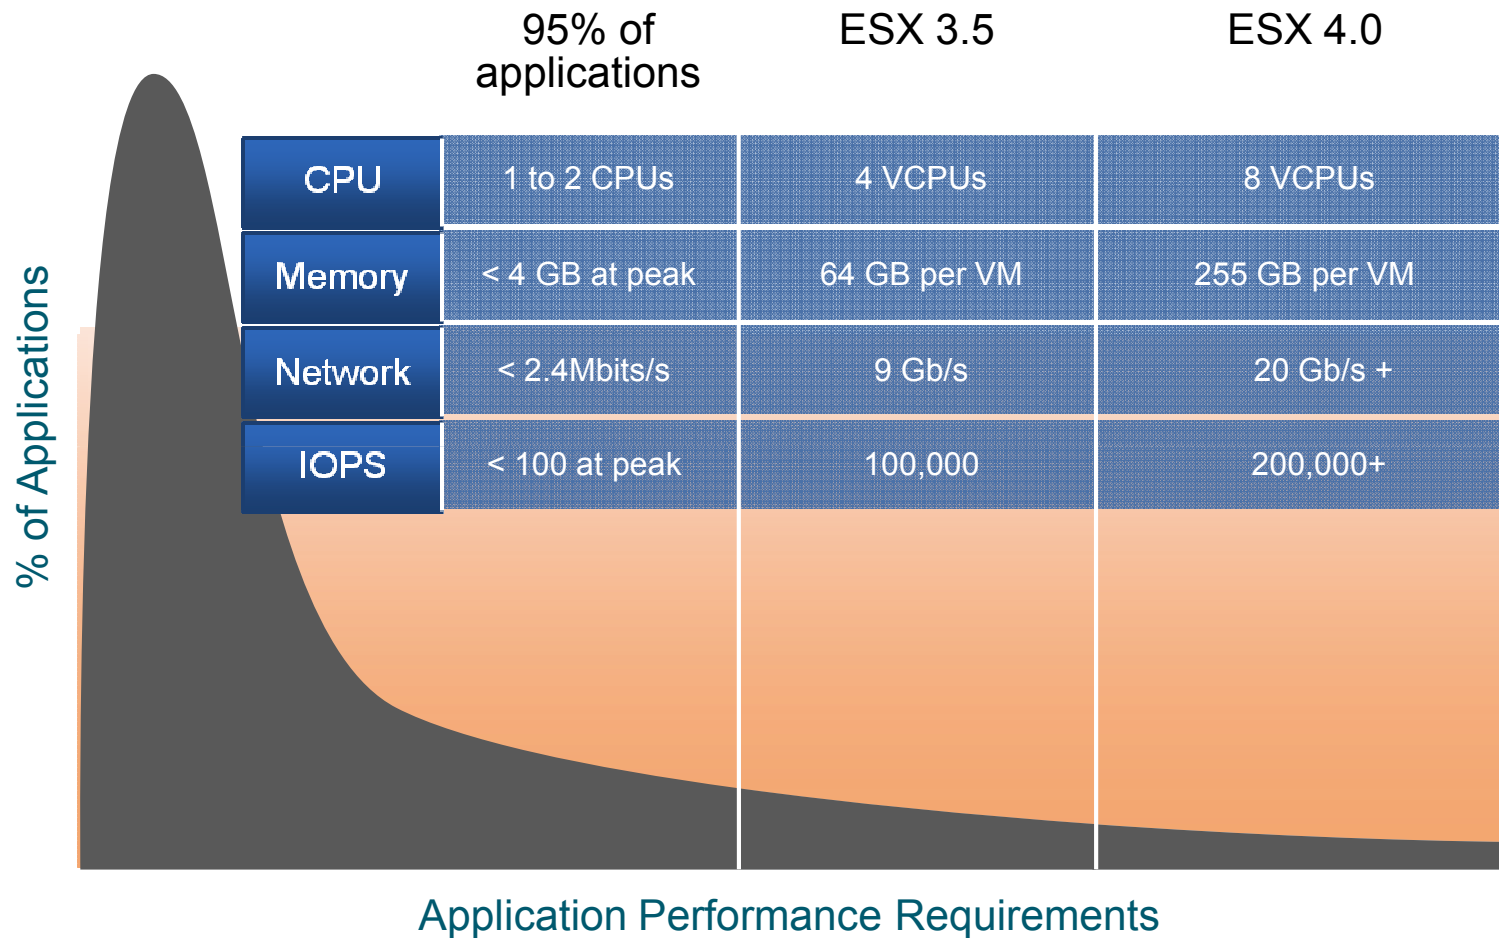 95% of
applications
ESX 3.5
ESX 4.0
CPU
1 to 2 CPUs
4 VCPUs
8 VCPUs
Memory
< 4 GB at peak
64 GB per VM
255 GB per VM
Network
< 2.4Mbits/s
9 Gb/s
20 Gb/s +
IOPS
< 100 at peak
100,000
200,000+
% of Applications
Application Performance Requirements